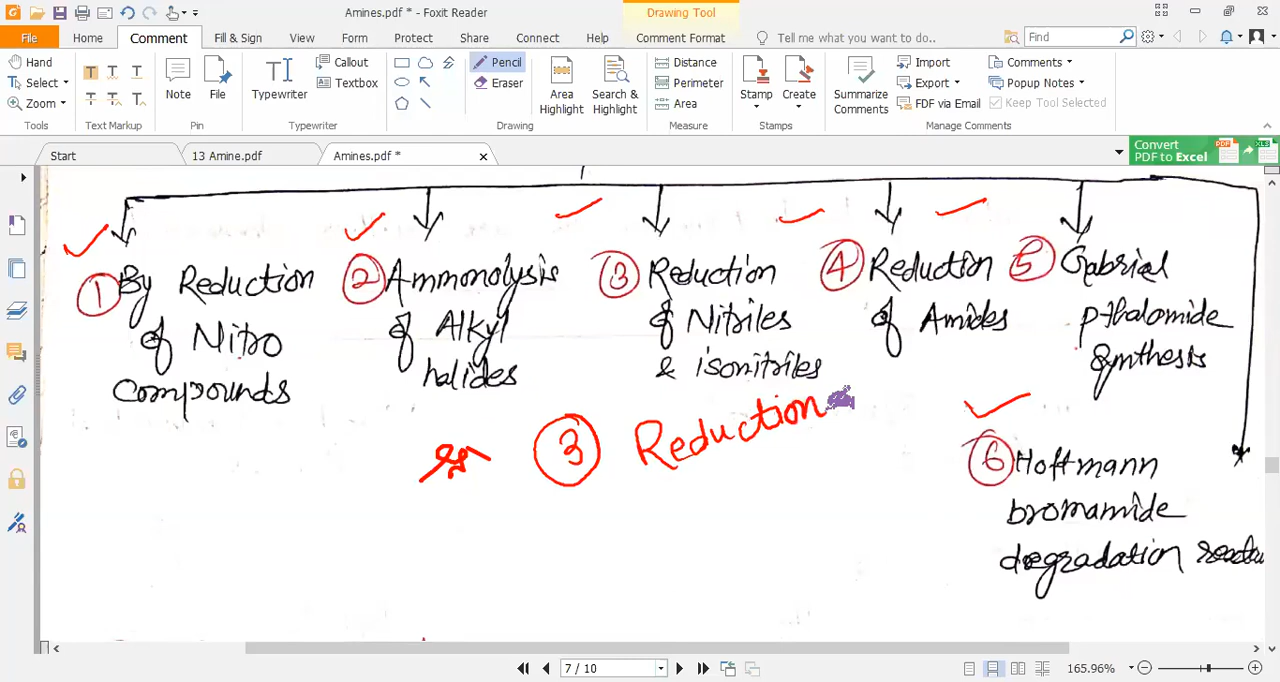 Amines.pdf * - Foxit Reader
Drawing Tool
File
Home
Comment
Fill & Sign
View
Form
Protect
Share
Connect
Help
Comment Format
Tell me what you want to do..
Find
Hand
Select
Zoom
Tools
Text Markup
Note
File
Pin
Typewriter
Callout
Textbox
Typewriter
Pencil
Eraser
Drawing
Area Highlight
Search & Highlight
Distance
Perimeter
Area
Measure
Stamp
Create
Stamps
Summarize Comments
Import
Export
FDF via Email
Comments
Popup Notes
Keep Tool Selected
Manage Comments
Start
13 Amine.pdf
Amines.pdf *
Convert
PDF to Excel
① By Reduction
of Nitro
Compounds
② Ammonolysis
of Alkyl
halides
③ Reduction
of Nitriles
& isonitriles
④ Reduction
of Amides
⑤ Gabrial
pthalomide
Synthesis
③ Reduction
⑥ Hoffmann
bromamide
degradation
7 / 10
165.96%